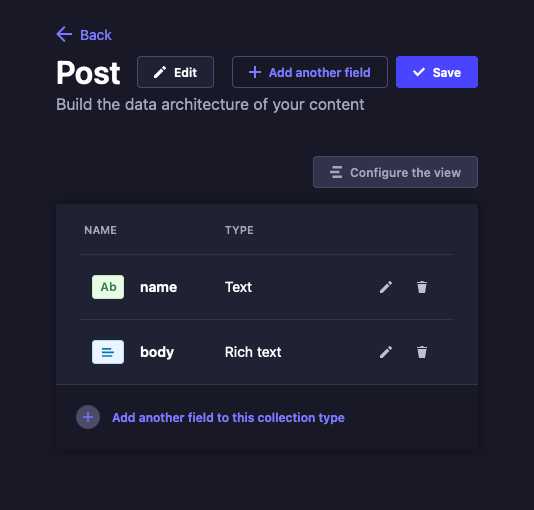 Back
Post Edit Add another field Save
Build the data architecture of your content
Configure the view
NAME TYPE
Ab name Text
body Rich text
Add another field to this collection type